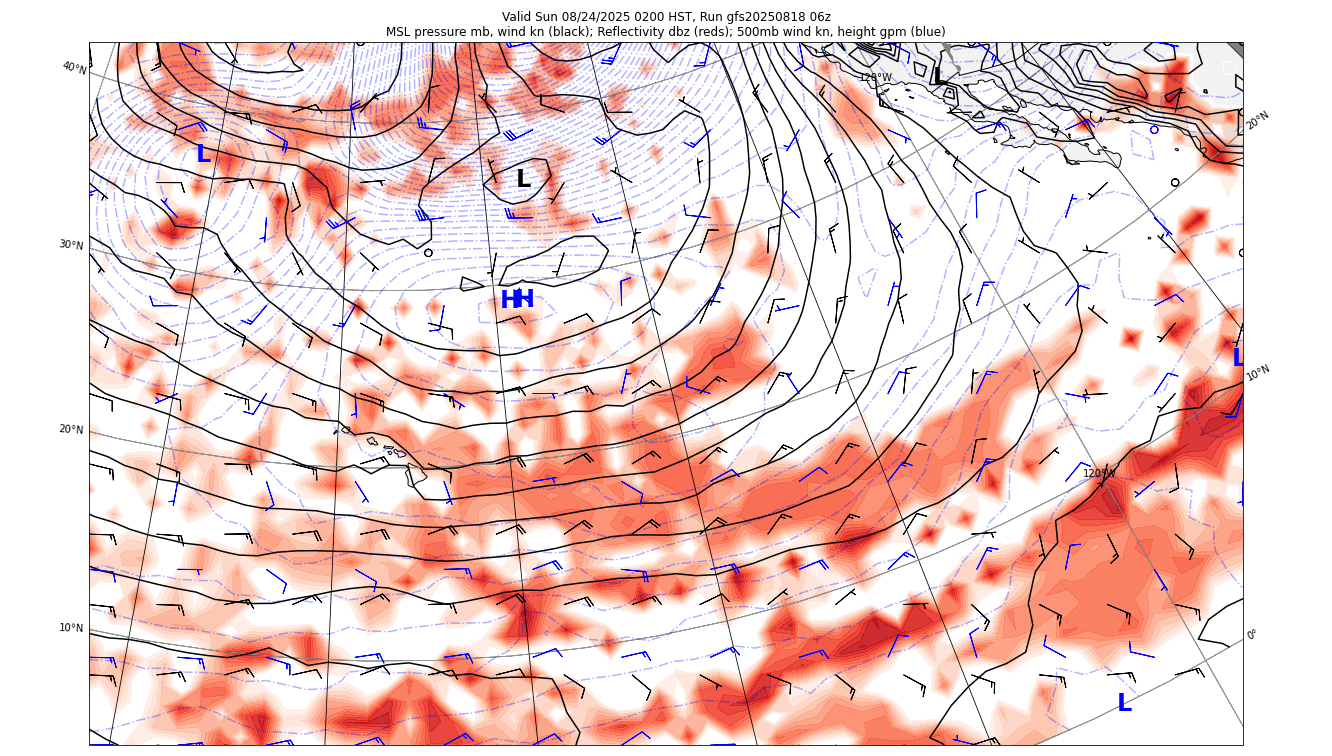 Valid Sun 08/24/2025 0200 HST, Run gfs20250818 06z
MSL pressure mb, wind kn (black); Reflectivity dbz (reds); 500mb wind kn, height gpm (blue)
40°N
120°W
L
20°N
L
L
30°N
H H
L
10°N
20°N
120°W
10°N
0°
L